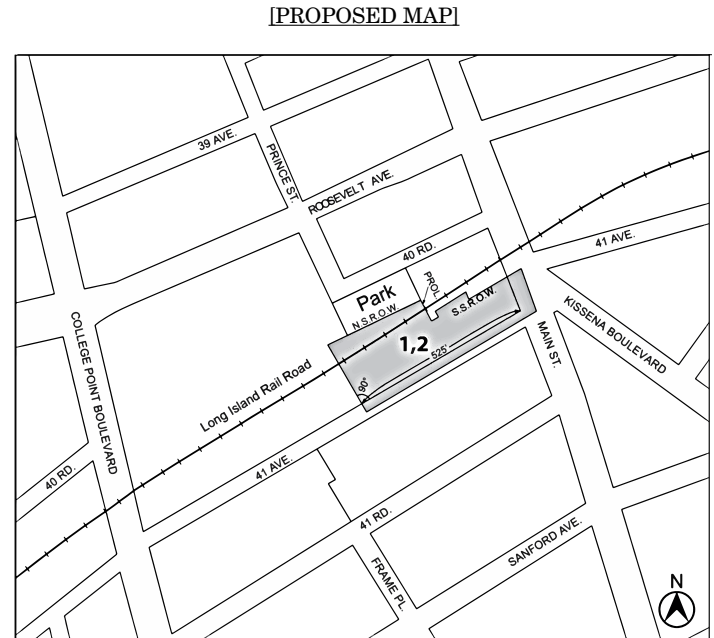 [PROPOSED MAP]
39 AVE.
PRINCE ST.
ROOSEVELT AVE.
40 RD.
41 AVE.
Park
PROL.
N.S.R.O.W.
S.S.R.O.W.
KISSENA BOULEVARD
1,2
525'
MAIN ST.
COLLEGE POINT BOULEVARD
Long Island Rail Road
90°
41 AVE.
40 RD.
41 RD.
SANFORD AVE.
FRAME PL.
N